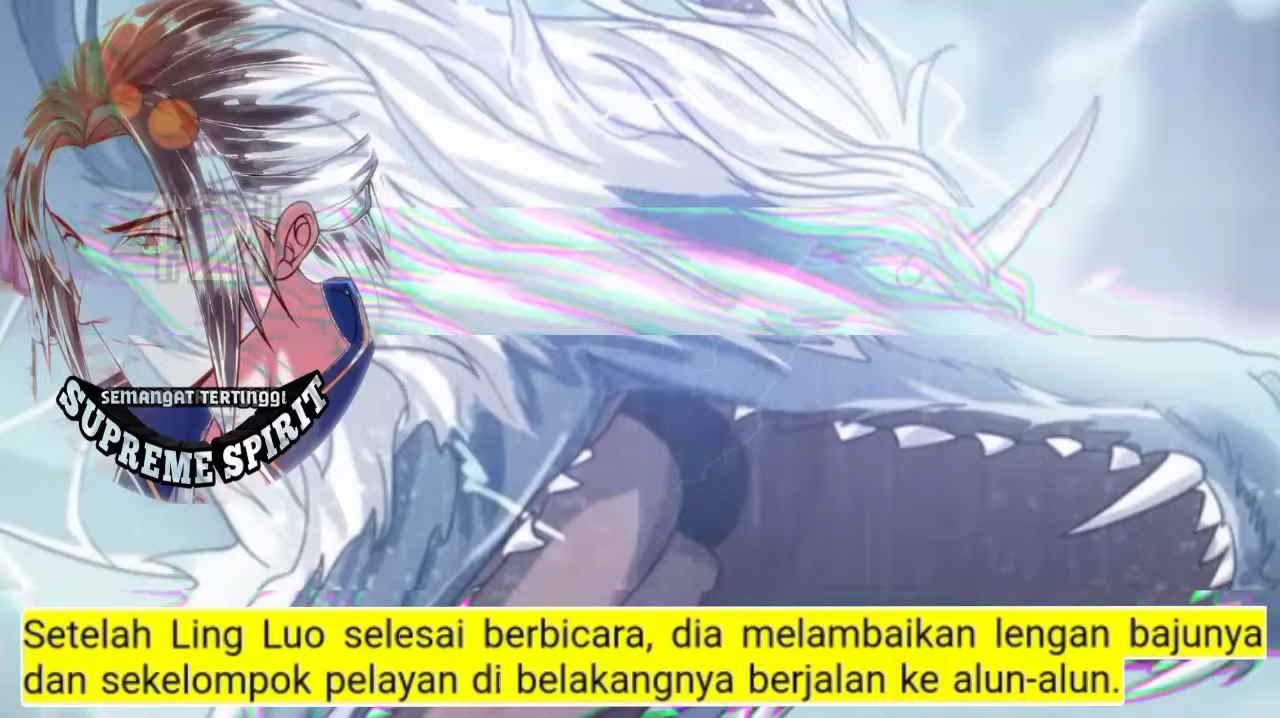 SEMANGAT TERTINGGI
SUPREME SPIRIT
Setelah Ling Luo selesai berbicara, dia melambaikan lengan bajunya
dan sekelompok pelayan di belakangnya berjalan ke alun-alun.